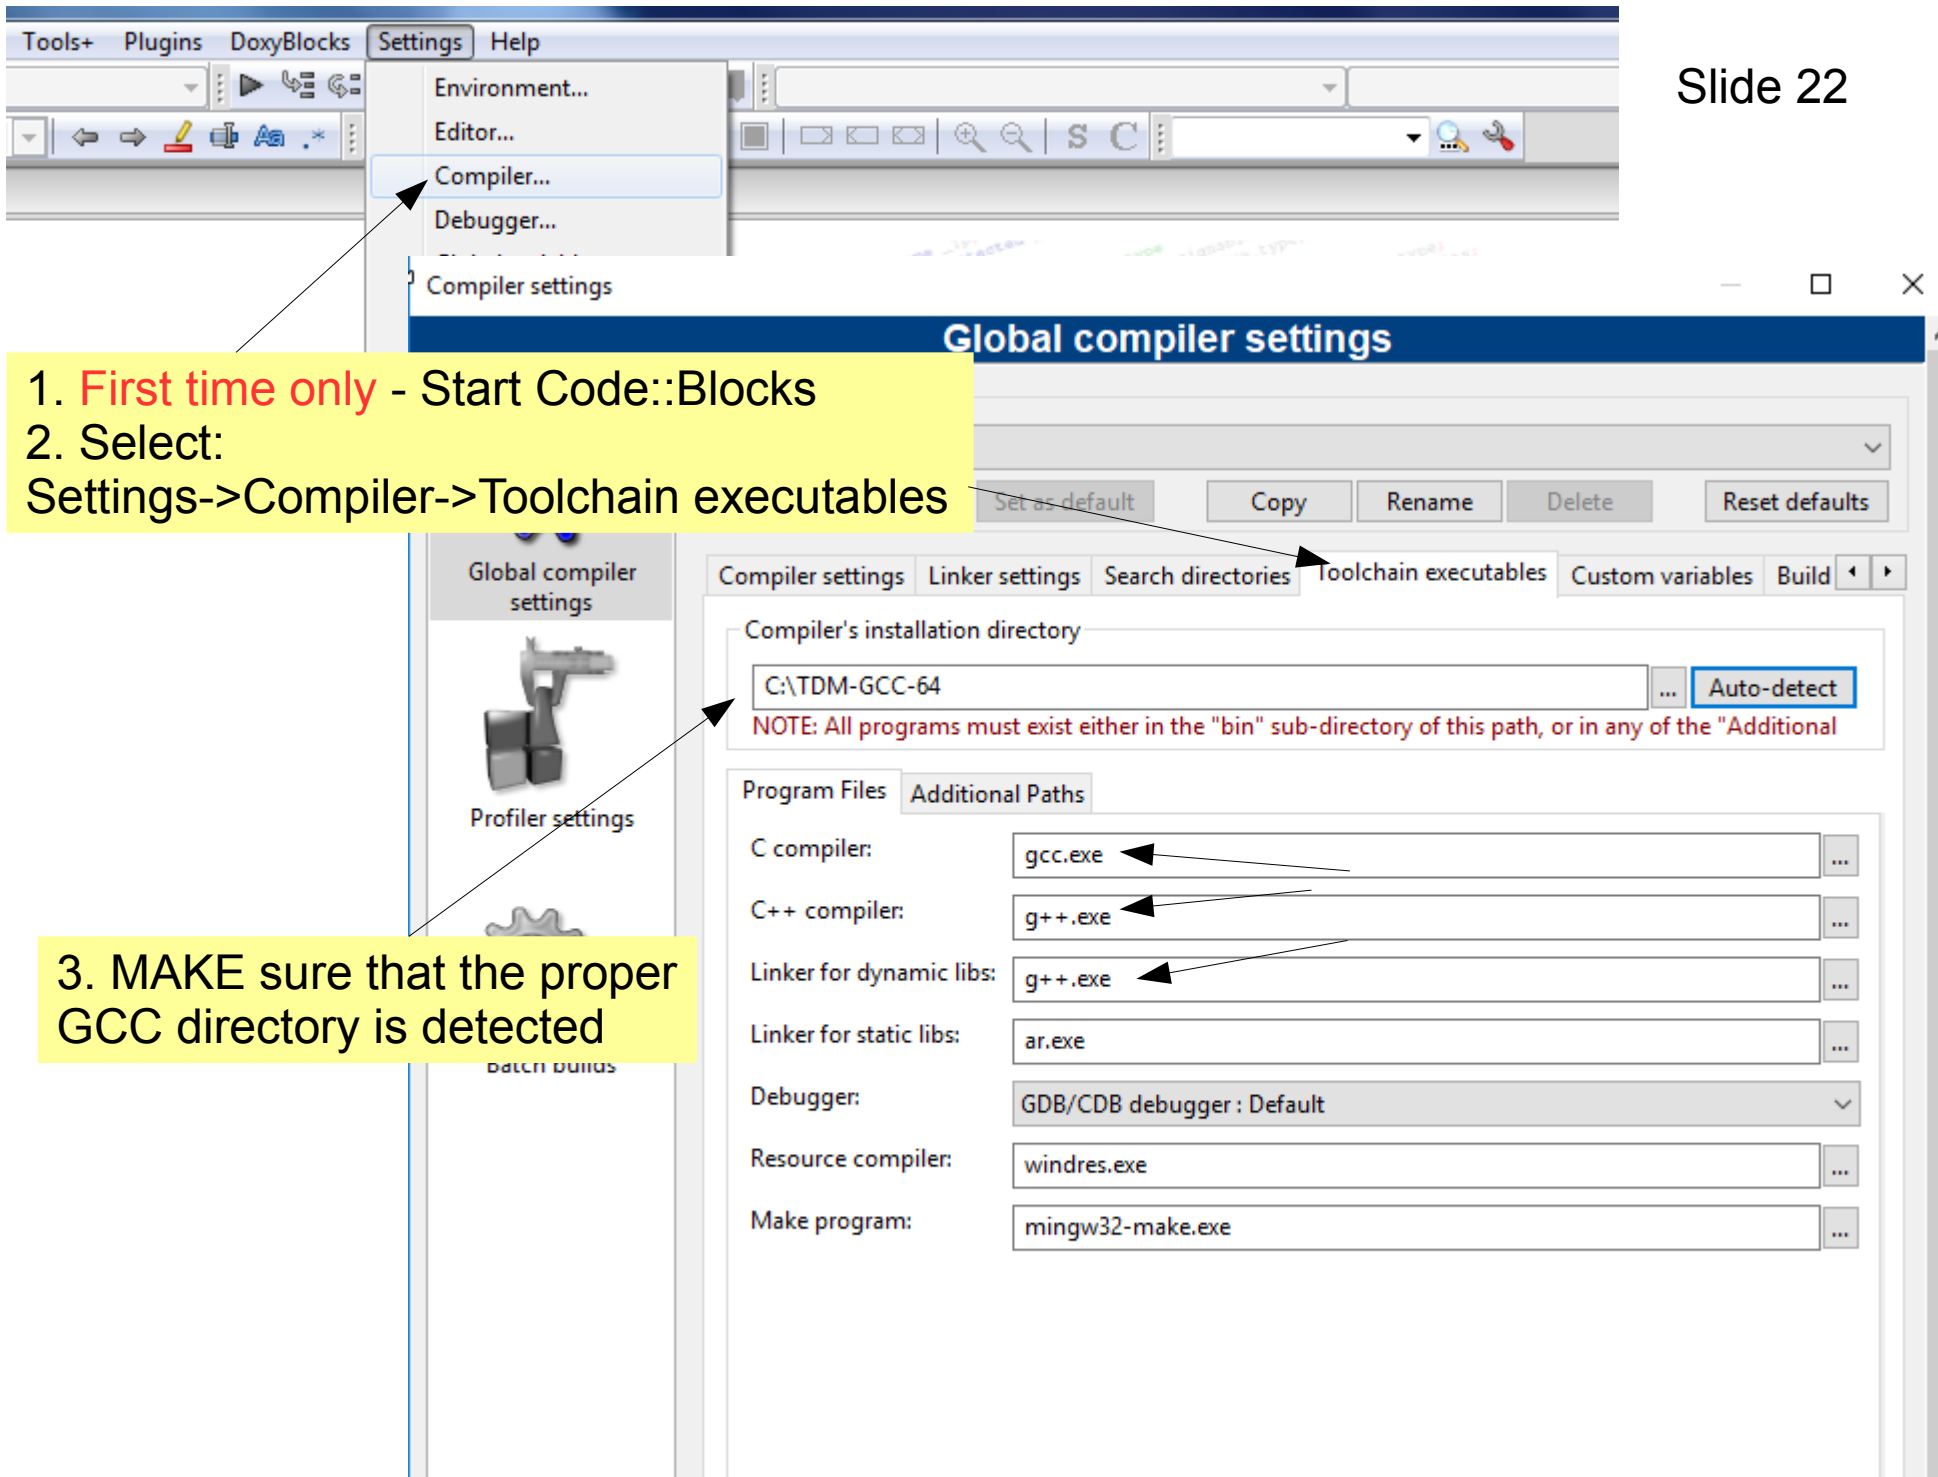 Tools+ Plugins DoxyBlocks Settings Help
Slide 22
Environment...
Editor...
Compiler...
Debugger...
Compiler settings
Global compiler settings
1. First time only - Start Code::Blocks
2. Select:
Settings->Compiler->Toolchain executables
Set as default Copy Rename Delete Reset defaults
Global compiler
settings
Compiler settings Linker settings Search directories Toolchain executables Custom variables Build
Compiler's installation directory
C:\TDM-GCC-64 ... Auto-detect
NOTE: All programs must exist either in the "bin" sub-directory of this path, or in any of the "Additional
Profiler settings
Program Files Additional Paths
C compiler: gcc.exe ...
C++ compiler: g++.exe ...
3. MAKE sure that the proper
GCC directory is detected
Linker for dynamic libs: g++.exe ...
Linker for static libs: ar.exe ...
Batch builds
Debugger: GDB/CDB debugger : Default
Resource compiler: windres.exe ...
Make program: mingw32-make.exe ...